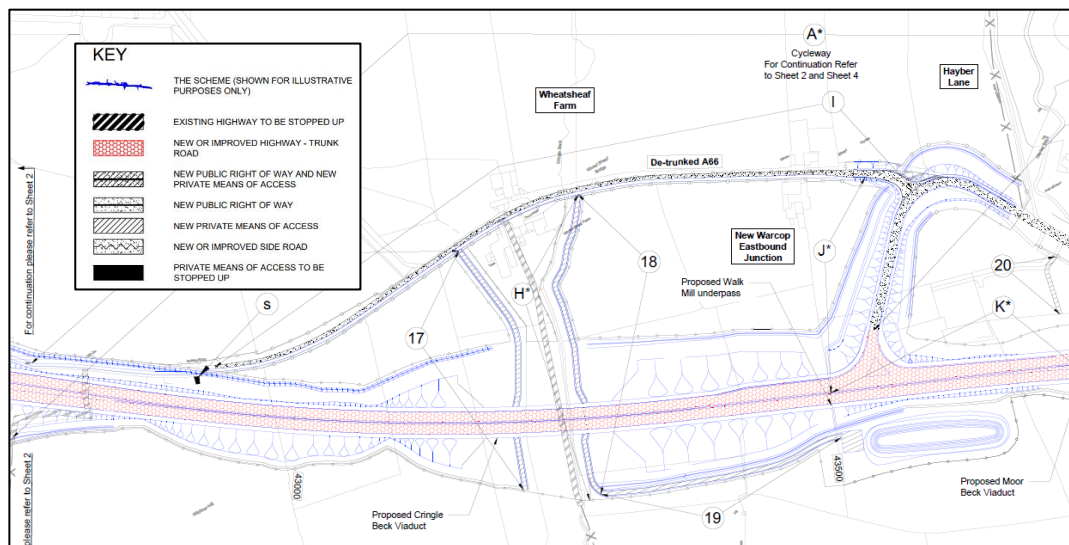 KEY
THE SCHEME (SHOWN FOR ILLUSTRATIVE
PURPOSES ONLY)
EXISTING HIGHWAY TO BE STOPPED UP
NEW OR IMPROVED HIGHWAY - TRUNK
ROAD
NEW PUBLIC RIGHT OF WAY AND NEW
PRIVATE MEANS OF ACCESS
NEW PUBLIC RIGHT OF WAY
NEW PRIVATE MEANS OF ACCESS
NEW OR IMPROVED SIDE ROAD
PRIVATE MEANS OF ACCESS TO BE
STOPPED UP
For continuation please refer to Sheet 2
A*
Cycleway
For Continuation Refer
to Sheet 2 and Sheet 4
Hayber
Lane
Wheatsheaf
Farm
I
De-trunked A66
New Warcop
Eastbound
Junction
J*
18
Proposed Walk
Mill underpass
20
H*
K*
S
17
43000
43500
Proposed Cringle
Beck Viaduct
19
Proposed Moor
Beck Viaduct
please refer to Sheet 2